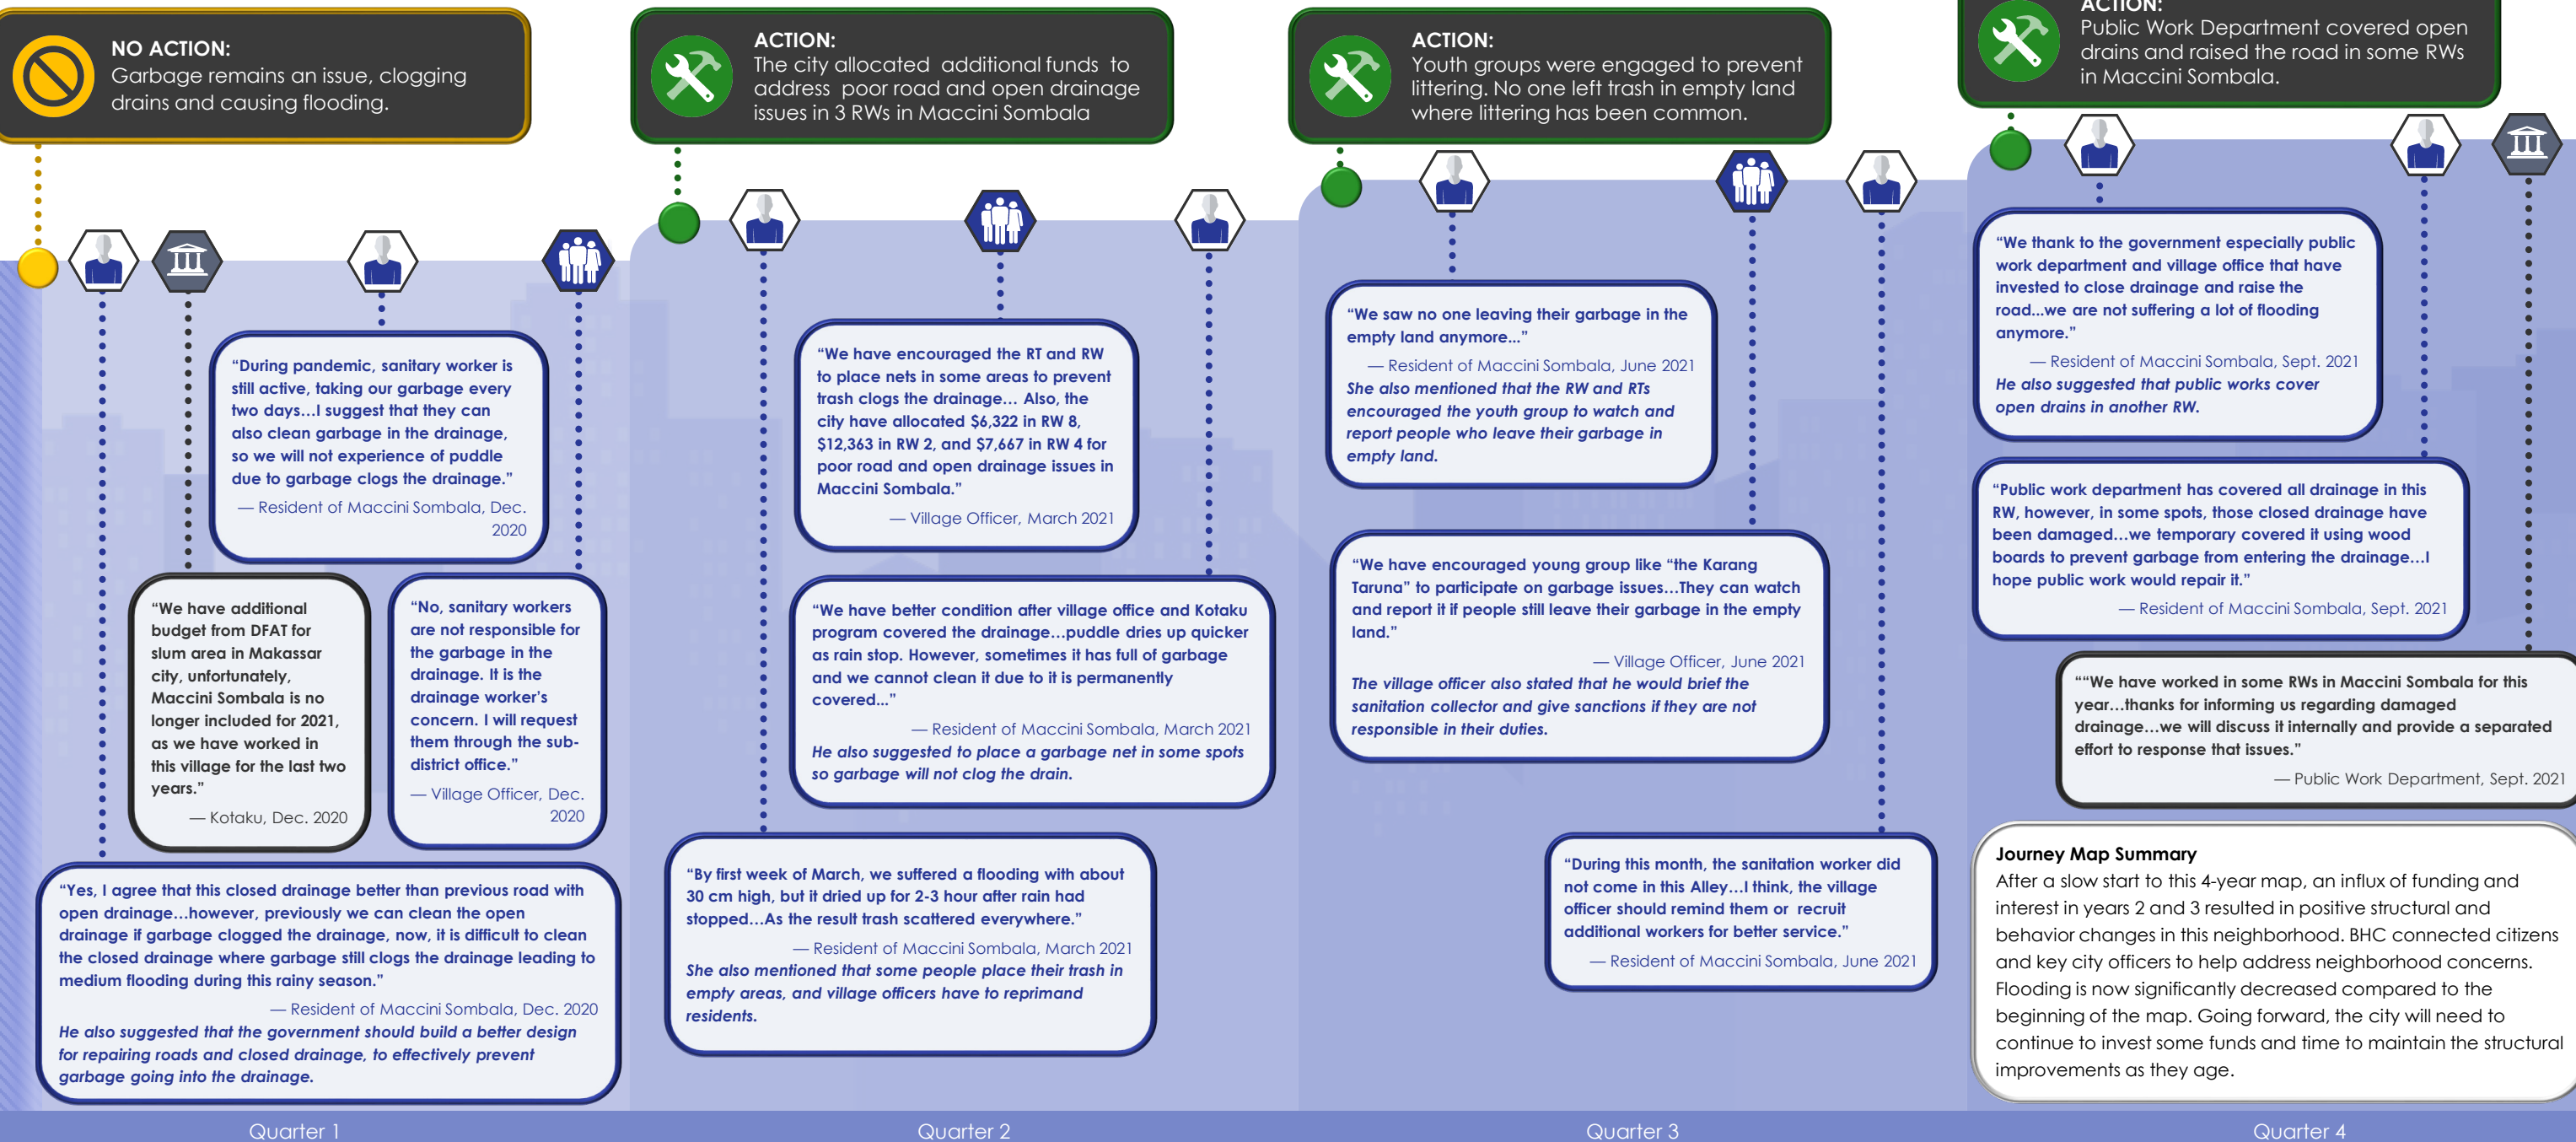 NO ACTION:
Garbage remains an issue, clogging
drains and causing flooding.
“During pandemic, sanitary worker is
still active, taking our garbage every
two days...I suggest that they can
also clean garbage in the drainage,
so we will not experience of puddle
due to garbage clogs the drainage.”
— Resident of Maccini Sombala, Dec.
2020
“We have additional
budget from DFAT for
slum area in Makassar
city, unfortunately,
Maccini Sombala is no
longer included for 2021,
as we have worked in
this village for the last two
years.”
— Kotaku, Dec. 2020
“No, sanitary workers
are not responsible for
the garbage in the
drainage. It is the
drainage worker's
concern. I will request
them through the sub-
district office.”
— Village Officer, Dec.
2020
“Yes, I agree that this closed drainage better than previous road with
open drainage...however, previously we can clean the open
drainage if garbage clogged the drainage, now, it is difficult to clean
the closed drainage where garbage still clogs the drainage leading to
medium flooding during this rainy season.”
— Resident of Maccini Sombala, Dec. 2020
He also suggested that the government should build a better design
for repairing roads and closed drainage, to effectively prevent
garbage going into the drainage.
Quarter 1
ACTION:
The city allocated additional funds to
address poor road and open drainage
issues in 3 RWs in Maccini Sombala
“We have encouraged the RT and RW
to place nets in some areas to prevent
trash clogs the drainage... Also, the
city have allocated $6,322 in RW 8,
$12,363 in RW 2, and $7,667 in RW 4 for
poor road and open drainage issues in
Maccini Sombala.”
— Village Officer, March 2021
“We have better condition after village office and Kotaku
program covered the drainage...puddle dries up quicker
as rain stop. However, sometimes it has full of garbage
and we cannot clean it due to it is permanently
covered...”
— Resident of Maccini Sombala, March 2021
He also suggested to place a garbage net in some spots
so garbage will not clog the drain.
“By first week of March, we suffered a flooding with about
30 cm high, but it dried up for 2-3 hour after rain had
stopped...As the result trash scattered everywhere.”
— Resident of Maccini Sombala, March 2021
She also mentioned that some people place their trash in
empty areas, and village officers have to reprimand
residents.
Quarter 2
ACTION:
Youth groups were engaged to prevent
littering. No one left trash in empty land
where littering has been common.
“We saw no one leaving their garbage in the
empty land anymore...”
— Resident of Maccini Sombala, June 2021
She also mentioned that the RW and RTs
encouraged the youth group to watch and
report people who leave their garbage in
empty land.
“We have encouraged young group like “the Karang
Taruna” to participate on garbage issues...They can watch
and report it if people still leave their garbage in the empty
land.”
— Village Officer, June 2021
The village officer also stated that he would brief the
sanitation collector and give sanctions if they are not
responsible in their duties.
“During this month, the sanitation worker did
not come in this Alley...I think, the village
officer should remind them or recruit
additional workers for better service.”
— Resident of Maccini Sombala, June 2021
Quarter 3
ACTION:
Public Work Department covered open
drains and raised the road in some RWs
in Maccini Sombala.
“We thank to the government especially public
work department and village office that have
invested to close drainage and raise the
road...we are not suffering a lot of flooding
anymore.”
— Resident of Maccini Sombala, Sept. 2021
He also suggested that public works cover
open drains in another RW.
“Public work department has covered all drainage in this
RW, however, in some spots, those closed drainage have
been damaged...we temporary covered it using wood
boards to prevent garbage from entering the drainage...I
hope public work would repair it.”
— Resident of Maccini Sombala, Sept. 2021
““We have worked in some RWs in Maccini Sombala for this
year...thanks for informing us regarding damaged
drainage...we will discuss it internally and provide a separated
effort to response that issues.”
— Public Work Department, Sept. 2021
Journey Map Summary
After a slow start to this 4-year map, an influx of funding and
interest in years 2 and 3 resulted in positive structural and
behavior changes in this neighborhood. BHC connected citizens
and key city officers to help address neighborhood concerns.
Flooding is now significantly decreased compared to the
beginning of the map. Going forward, the city will need to
continue to invest some funds and time to maintain the structural
improvements as they age.
Quarter 4